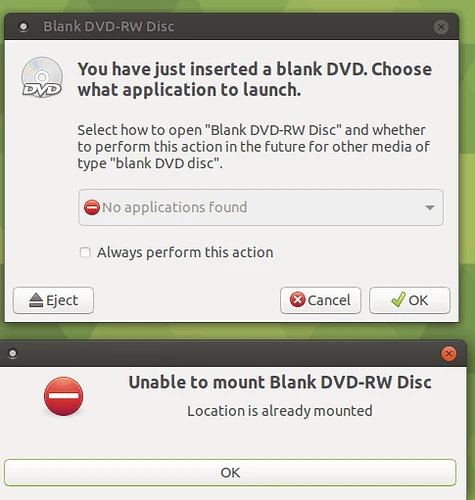 Blank DVD-RW Disc
You have just inserted a blank DVD. Choose
what application to launch.
DVD
Select how to open "Blank DVD-RW Disc" and whether
to perform this action in the future for other media of
type "blank DVD disc".
No applications found
Always perform this action
Eject
Cancel
OK
Unable to mount Blank DVD-RW Disc
Location is already mounted
OK